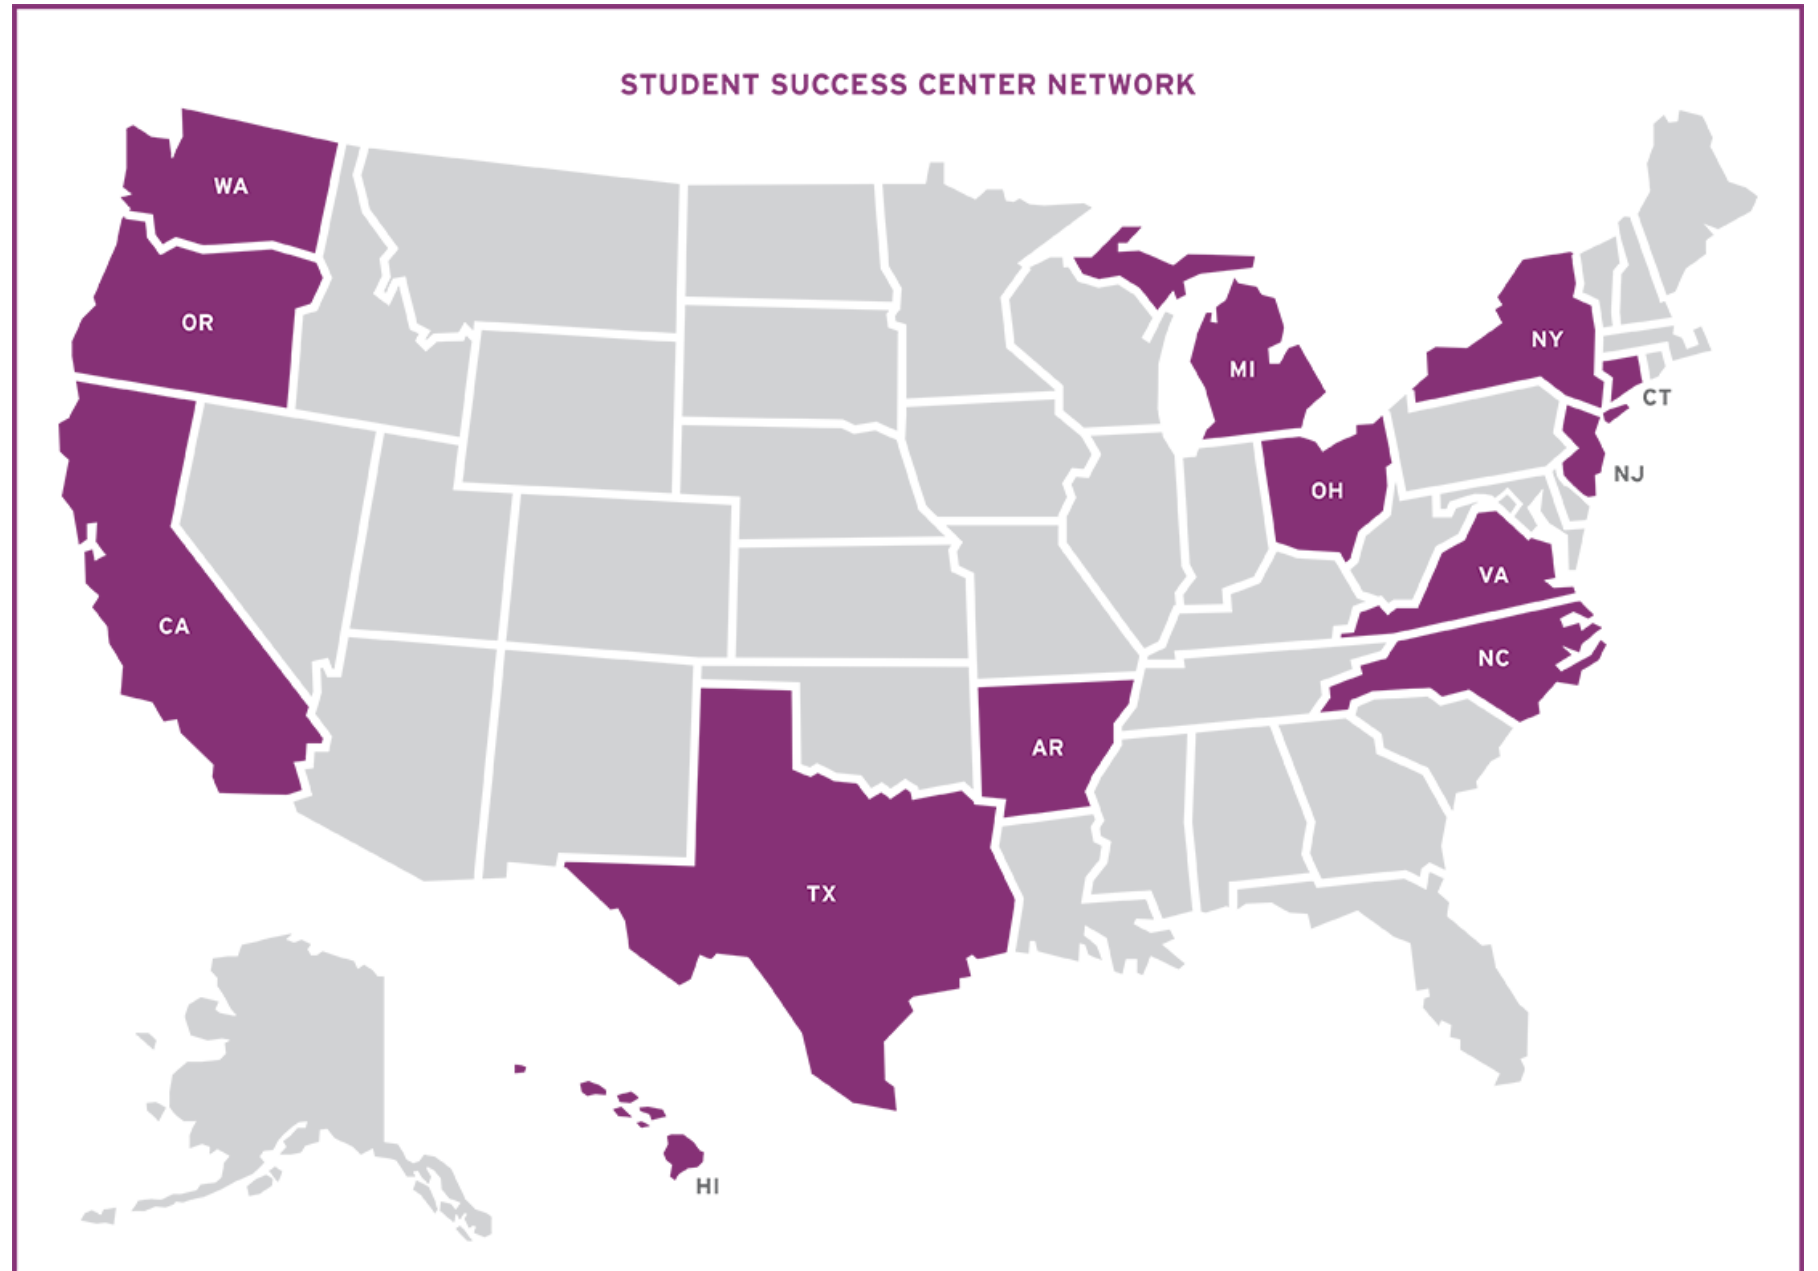 STUDENT SUCCESS CENTER NETWORK
WA
OR
NY
MI
CT
NJ
OH
VA
CA
NC
AR
TX
HI